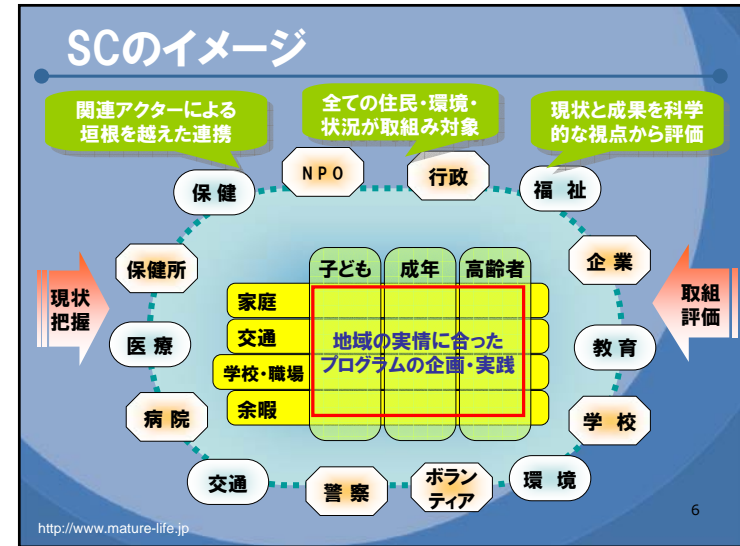 SCのイメージ
関連アクターによる
垣根を越えた連携
全ての住民・環境・
状況が取組み対象
現状と成果を科学
的な視点から評価
NPO
行政
保健
福祉
保健所
子ども
成年
高齢者
企業
現状
把握
家庭
取組
評価
医療
交通
地域の実情に合った
プログラムの企画・実践
教育
学校・職場
病院
余暇
学校
交通
警察
ボラン
ティア
環境
http://www.mature-life.jp
6